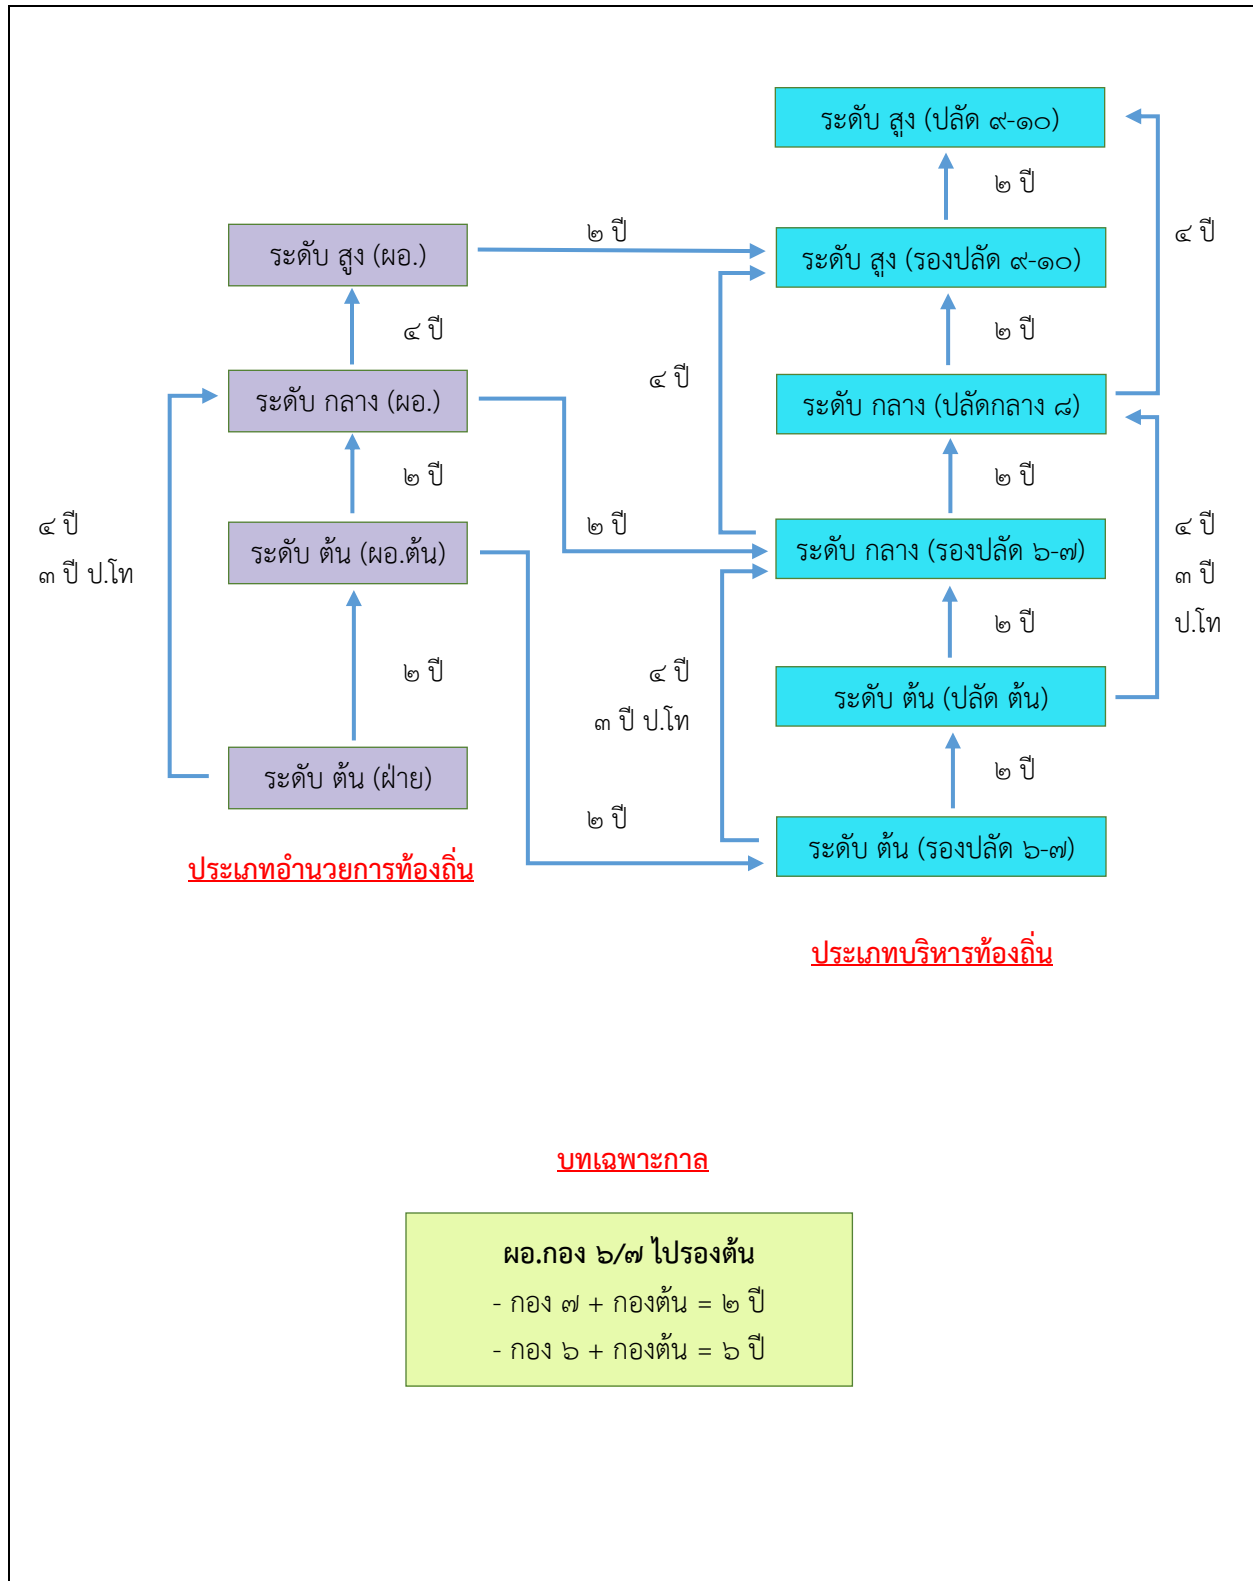 ระดับ สูง (ปลัด ๙-๑๐)
๒ ปี
๒ ปี
๔ ปี
ระดับ สูง (ผอ.)
ระดับ สูง (รองปลัด ๙-๑๐)
๔ ปี
๒ ปี
๔ ปี
ระดับ กลาง (ผอ.)
ระดับ กลาง (ปลัดกลาง ๘)
๒ ปี
๒ ปี
๔ ปี
๓ ปี ป.โท
๒ ปี
๔ ปี
๓ ปี
ป.โท
ระดับ ต้น (ผอ.ต้น)
ระดับ กลาง (รองปลัด ๖-๗)
๒ ปี
๒ ปี
๔ ปี
๓ ปี ป.โท
ระดับ ต้น (ปลัด ต้น)
ระดับ ต้น (ฝ่าย)
๒ ปี
๒ ปี
ระดับ ต้น (รองปลัด ๖-๗)
ประเภทอำนวยการท้องถิ่น
ประเภทบริหารท้องถิ่น
บทเฉพาะกาล
ผอ.กอง ๖/๗ ไปรองต้น
- กอง ๗ + กองต้น = ๒ ปี
- กอง ๖ + กองต้น = ๖ ปี